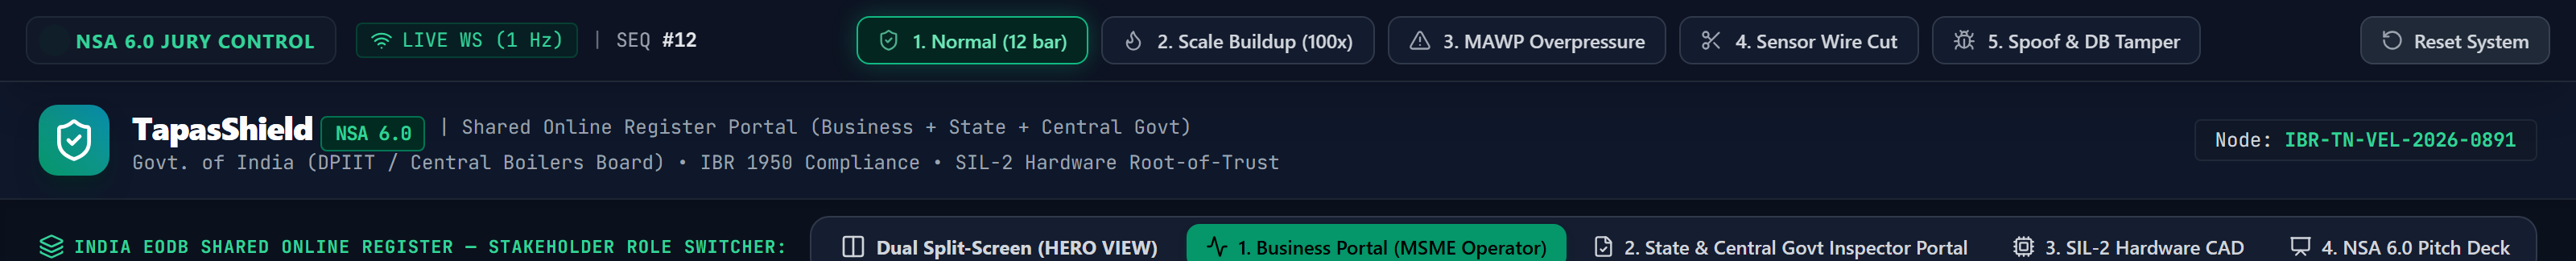 NSA 6.0 JURY CONTROL LIVE WS (1 Hz) | SEQ #12 1. Normal (12 bar) 2. Scale Buildup (100x) 3. MAWP Overpressure 4. Sensor Wire Cut 5. Spoof & DB Tamper Reset System
TapasShield NSA 6.0 | Shared Online Register Portal (Business + State + Central Govt)
Govt. of India (DPIIT / Central Boilers Board) • IBR 1950 Compliance • SIL-2 Hardware Root-of-Trust
Node: IBR-TN-VEL-2026-0891
INDIA EODB SHARED ONLINE REGISTER — STAKEHOLDER ROLE SWITCHER: Dual Split-Screen (HERO VIEW) 1. Business Portal (MSME Operator) 2. State & Central Govt Inspector Portal 3. SIL-2 Hardware CAD 4. NSA 6.0 Pitch Deck